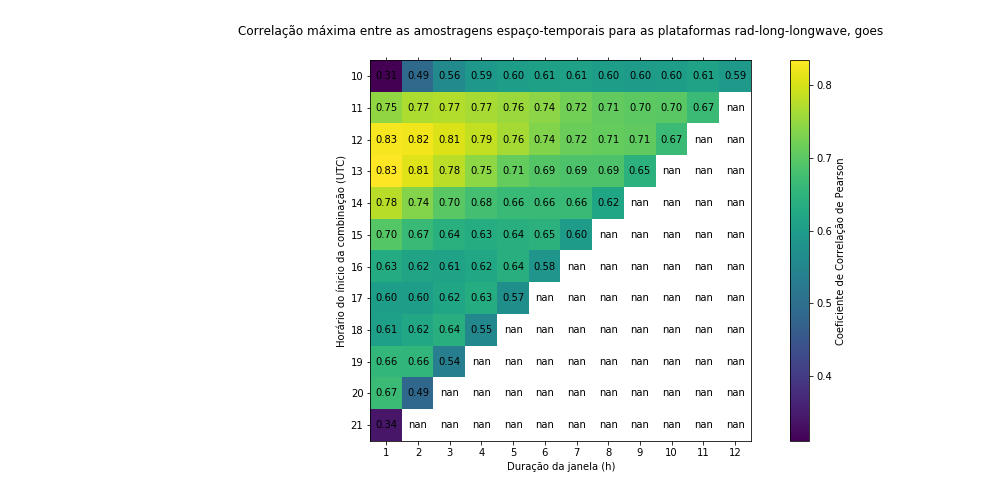 Correlação máxima entre as amostragens espaço-temporais para as plataformas rad-long-longwave, goes
10 0.31 0.49 0.56 0.59 0.60 0.61 0.61 0.60 0.60 0.60 0.61 0.59
11 0.75 0.77 0.77 0.77 0.76 0.74 0.72 0.71 0.70 0.70 0.67 nan
12 0.83 0.82 0.81 0.79 0.76 0.74 0.72 0.71 0.71 0.67 nan nan
13 0.83 0.81 0.78 0.75 0.71 0.69 0.69 0.69 0.65 nan nan nan
14 0.78 0.74 0.70 0.68 0.66 0.66 0.66 0.62 nan nan nan nan
15 0.70 0.67 0.64 0.63 0.64 0.65 0.60 nan nan nan nan nan
16 0.63 0.62 0.61 0.62 0.64 0.58 nan nan nan nan nan nan
17 0.60 0.60 0.62 0.63 0.57 nan nan nan nan nan nan nan
18 0.61 0.62 0.64 0.55 nan nan nan nan nan nan nan nan
19 0.66 0.66 0.54 nan nan nan nan nan nan nan nan nan
20 0.67 0.49 nan nan nan nan nan nan nan nan nan nan
21 0.34 nan nan nan nan nan nan nan nan nan nan nan
1 2 3 4 5 6 7 8 9 10 11 12
Duração da janela (h)
Horário do ínicio da combinação (UTC)
0.8
0.7
0.6
0.5
0.4
Coeficiente de Correlação de Pearson